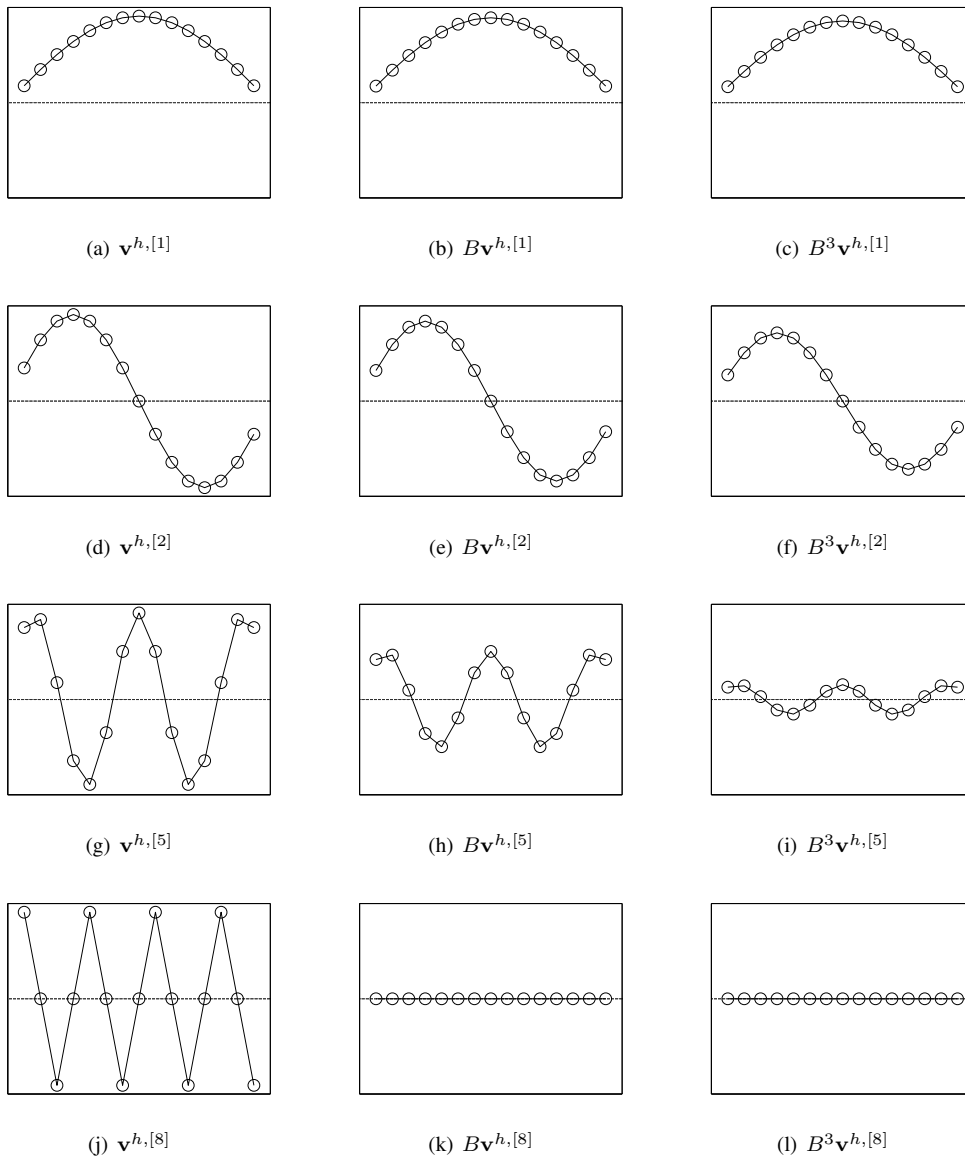 (a) v^{h,[1]}
(b) Bv^{h,[1]}
(c) B^3v^{h,[1]}
(d) v^{h,[2]}
(e) Bv^{h,[2]}
(f) B^3v^{h,[2]}
(g) v^{h,[5]}
(h) Bv^{h,[5]}
(i) B^3v^{h,[5]}
(j) v^{h,[8]}
(k) Bv^{h,[8]}
(l) B^3v^{h,[8]}